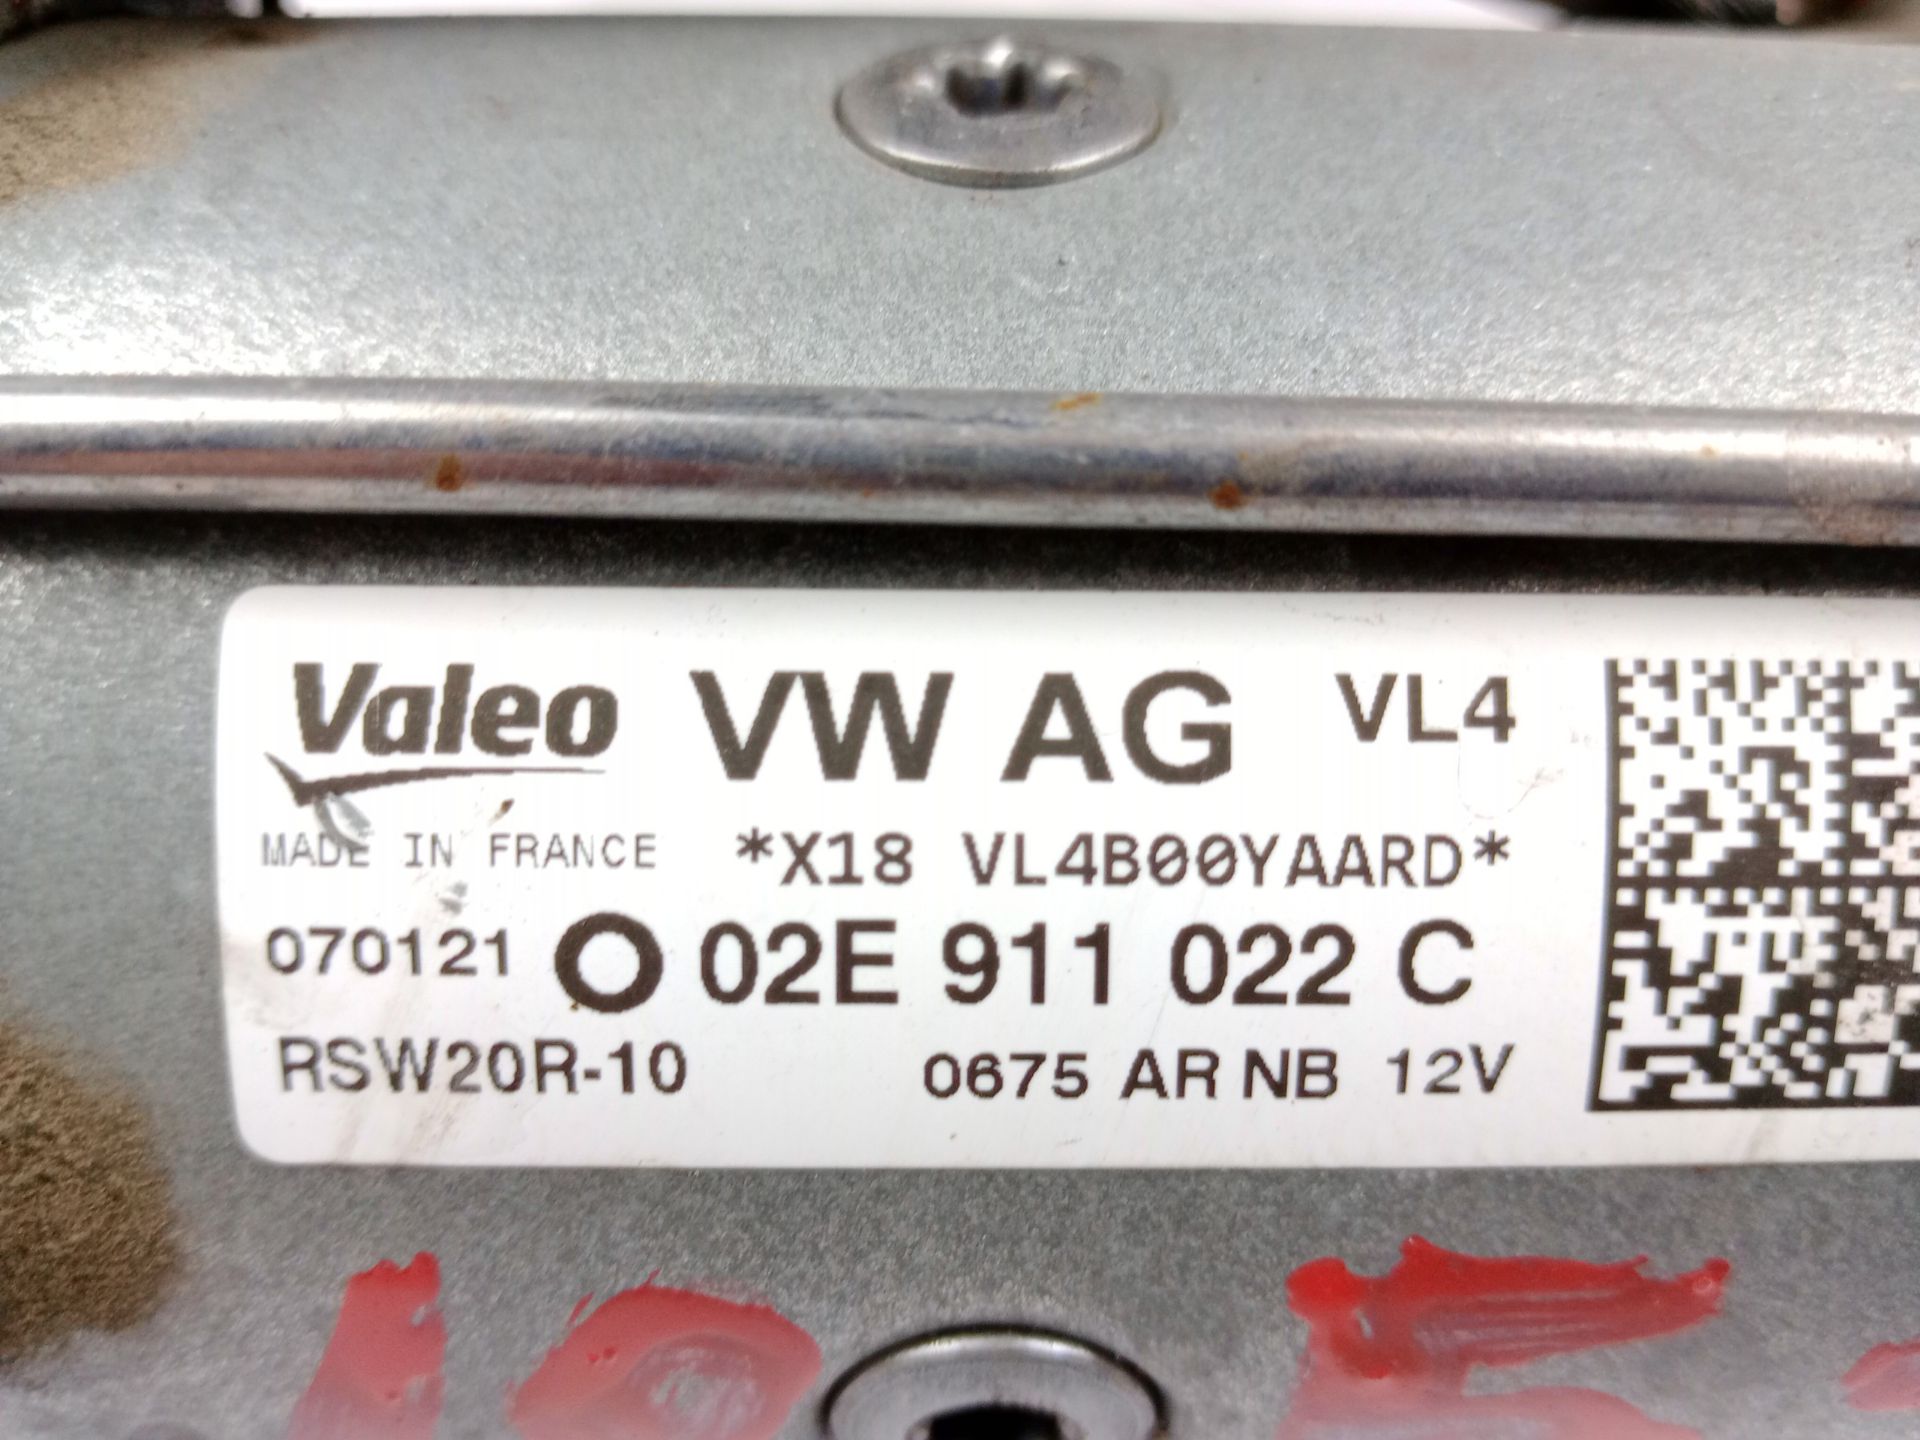 Valeo VW AG VL4
MADE IN FRANCE *X18 VL4B00YAARD*
070121 O 02E 911 022 C
RSW20R-10 0675 AR NB 12V